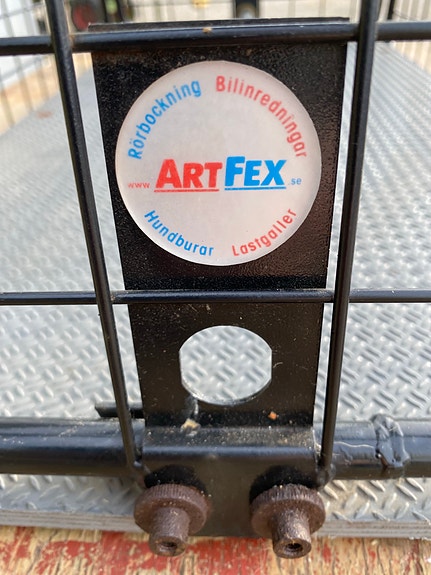 Rörbockning Bilinredningar
www ARTFEX .se
Hundburar Lastgaller